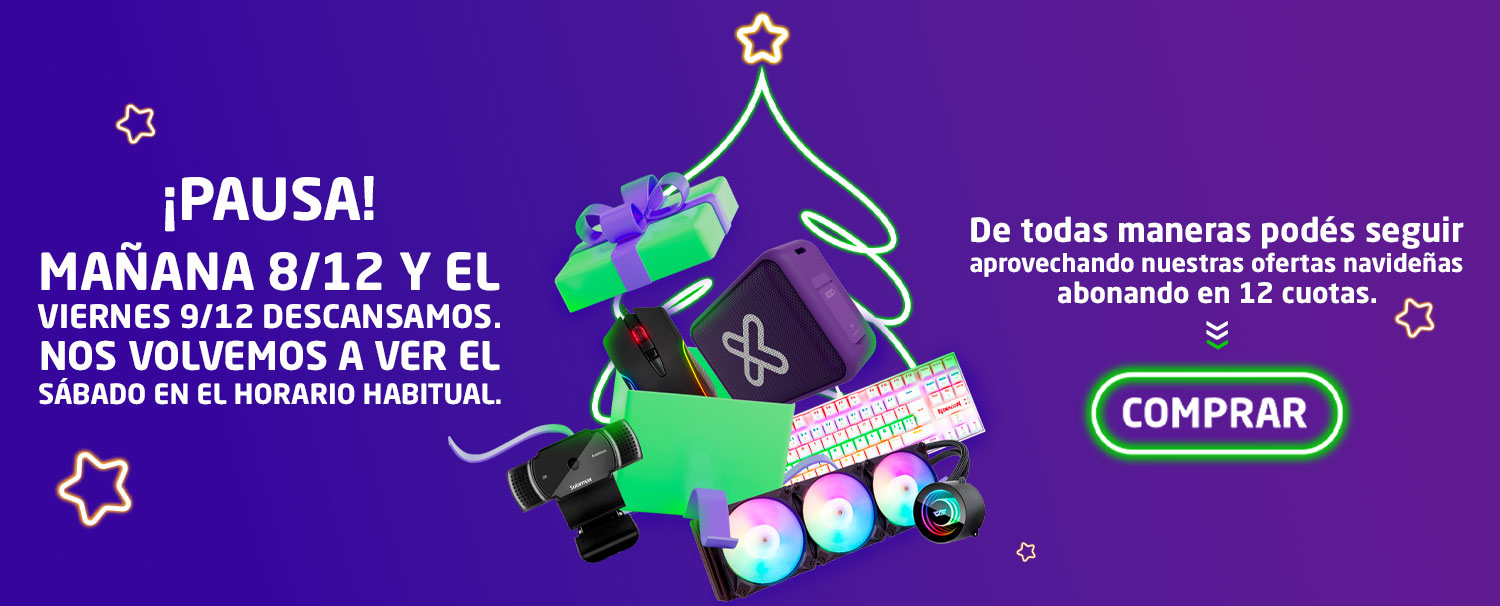 ¡PAUSA!
MAÑANA 8/12 Y EL
VIERNES 9/12 DESCANSAMOS.
NOS VOLVEMOS A VER EL
SÁBADO EN EL HORARIO HABITUAL.
De todas maneras podés seguir
aprovechando nuestras ofertas navideñas
abonando en 12 cuotas.
COMPRAR